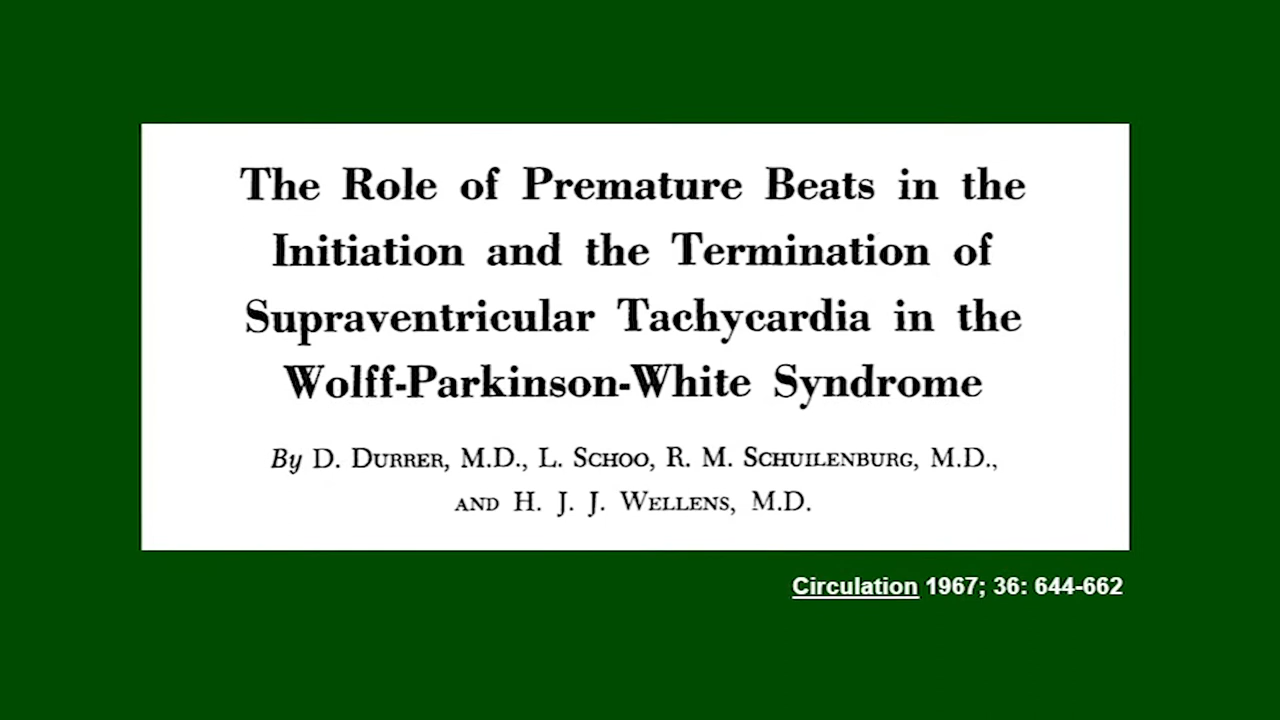 The Role of Premature Beats in the
Initiation and the Termination of
Supraventricular Tachycardia in the
Wolff-Parkinson-White Syndrome
By D. DURRER, M.D., L. SCHOO, R. M. SCHUILENBURG, M.D.,
AND H. J. J. WELLENS, M.D.
Circulation 1967; 36: 644-662